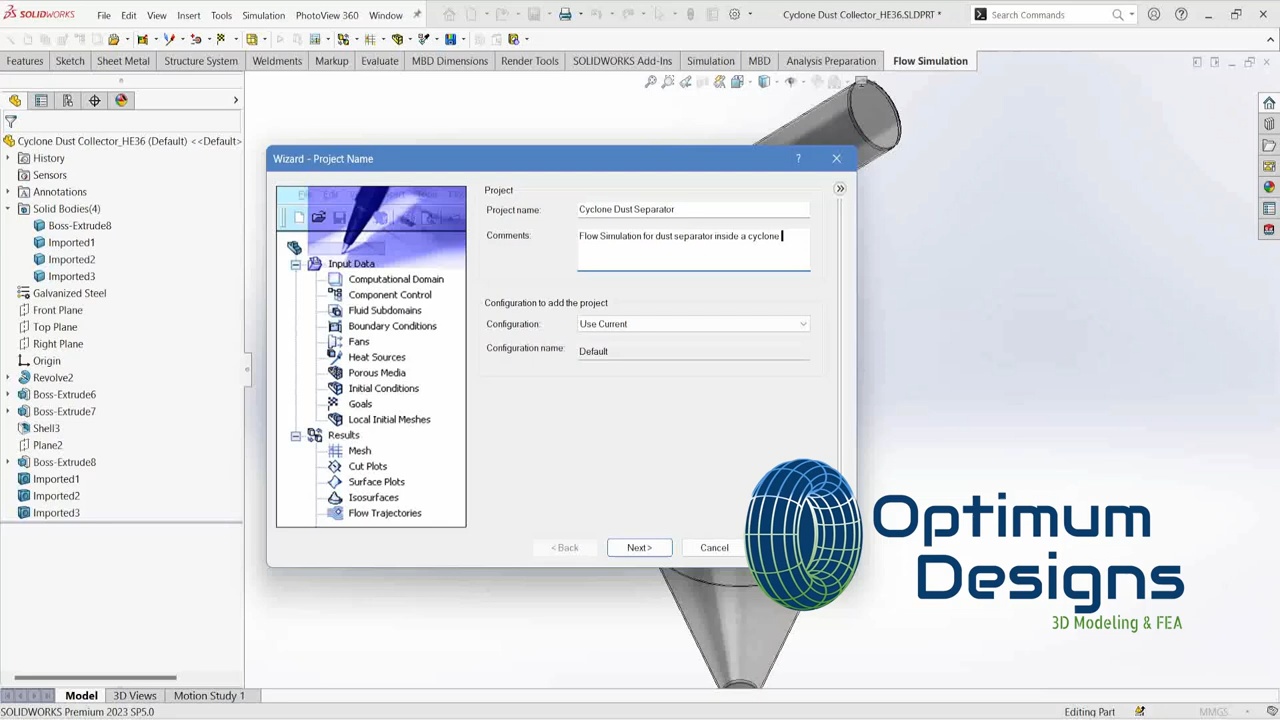 SOLIDWORKS
File Edit View Insert Tools Simulation PhotoView 360 Window
Cyclone Dust Collector_HE36.SLDPRT *
Search Commands
Features Sketch Sheet Metal Structure System Weldments Markup Evaluate MBD Dimensions Render Tools SOLIDWORKS Add-Ins Simulation MBD Analysis Preparation Flow Simulation
Cyclone Dust Collector_HE36 (Default) <<Default>
History
Sensors
Annotations
Solid Bodies(4)
Boss-Extrude8
Imported1
Imported2
Imported3
Galvanized Steel
Front Plane
Top Plane
Right Plane
Origin
Revolve2
Boss-Extrude6
Boss-Extrude7
Shell3
Plane2
Boss-Extrude8
Imported1
Imported2
Imported3
Wizard - Project Name
Input Data
Computational Domain
Component Control
Fluid Subdomains
Boundary Conditions
Fans
Heat Sources
Porous Media
Initial Conditions
Goals
Local Initial Meshes
Results
Mesh
Cut Plots
Surface Plots
Isosurfaces
Flow Trajectories
Project
Project name: Cyclone Dust Separator
Comments: Flow Simulation for dust separator inside a cyclone
Configuration to add the project
Configuration: Use Current
Configuration name: Default
< Back Next > Cancel
Optimum
Designs
3D Modeling & FEA
Model 3D Views Motion Study 1
SOLIDWORKS Premium 2023 SP5.0
Editing Part
MMGS